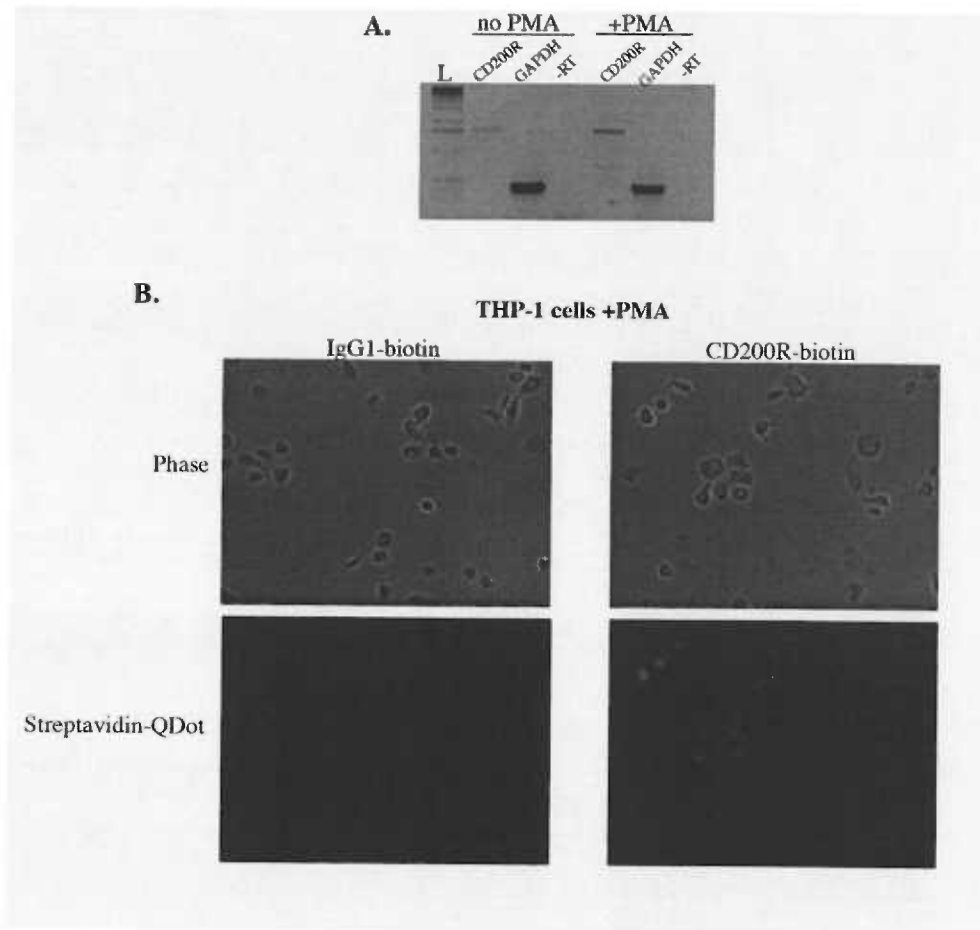 A.
no PMA +PMA
L CD200R GAPDH -RT CD200R GAPDH -RT
B.
THP-1 cells +PMA
IgG1-biotin CD200R-biotin
Phase
Streptavidin-QDot